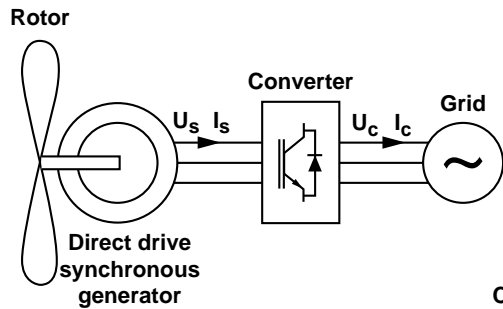 Rotor
Converter
Grid
Us Is
Uc Ic
~
Direct drive
synchronous
generator
C